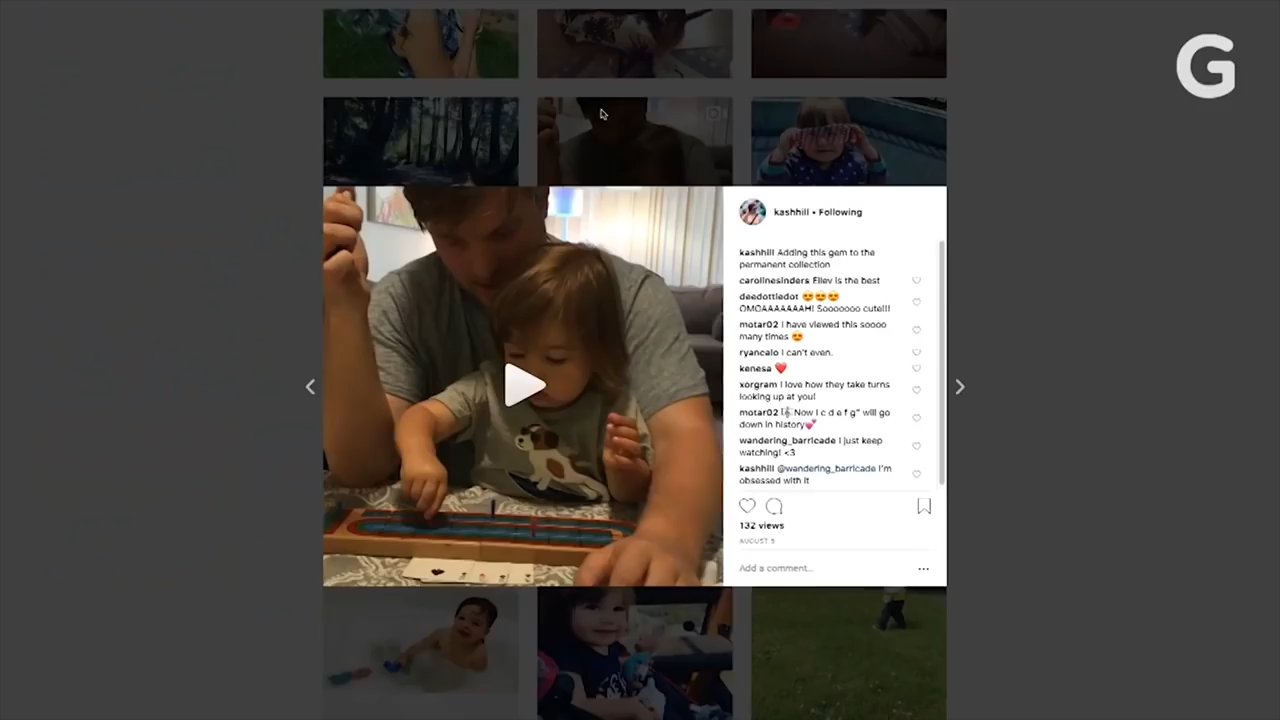 G
kashhill • Following
kashhill Adding this gem to the
permanent collection
carolinesinders Elley is the best
deedottiedot 😍😍😍
OMOAAAAAAAH! Sooooooo cute!!!
motar02 I have viewed this soooo
many times 😍
ryancalo I can't even.
kenesa ❤️
xorgram I love how they take turns
looking up at you!
motar02 🎼 Now I c d e f g" will go
down in history💕
wandering_barricade I just keep
watching! <3
kashhill @wandering_barricade I'm
obsessed with it
132 views
AUGUST 5
Add a comment...